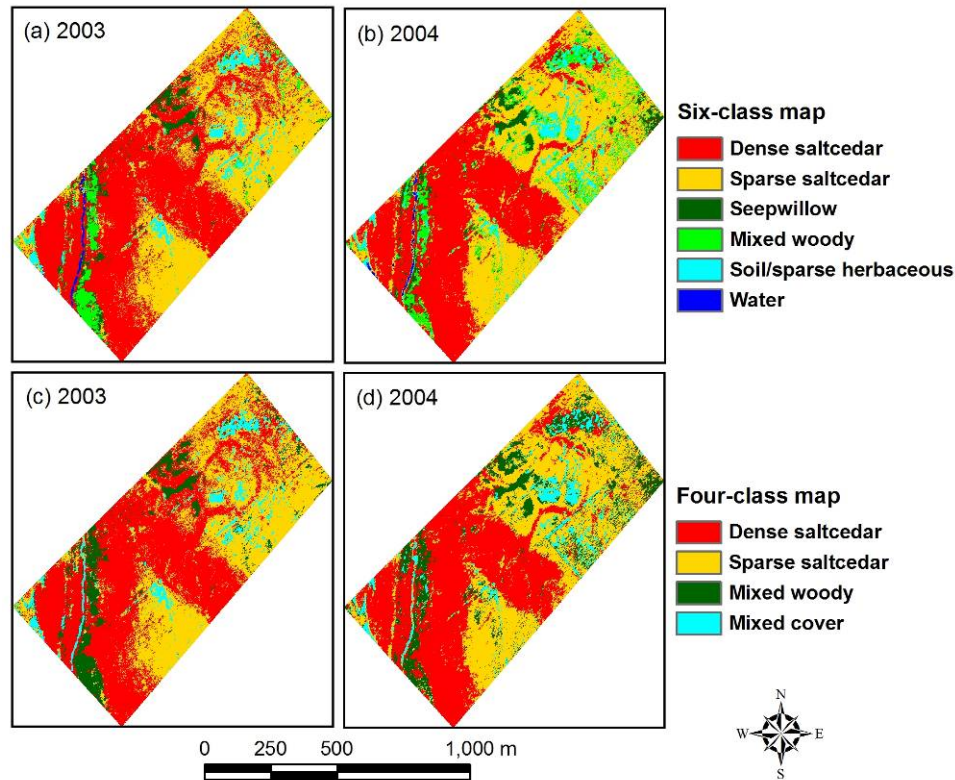 (a) 2003
(b) 2004
Six-class map
Dense saltcedar
Sparse saltcedar
Seepwillow
Mixed woody
Soil/sparse herbaceous
Water
(c) 2003
(d) 2004
Four-class map
Dense saltcedar
Sparse saltcedar
Mixed woody
Mixed cover
0 250 500 1,000 m
N
W E
S